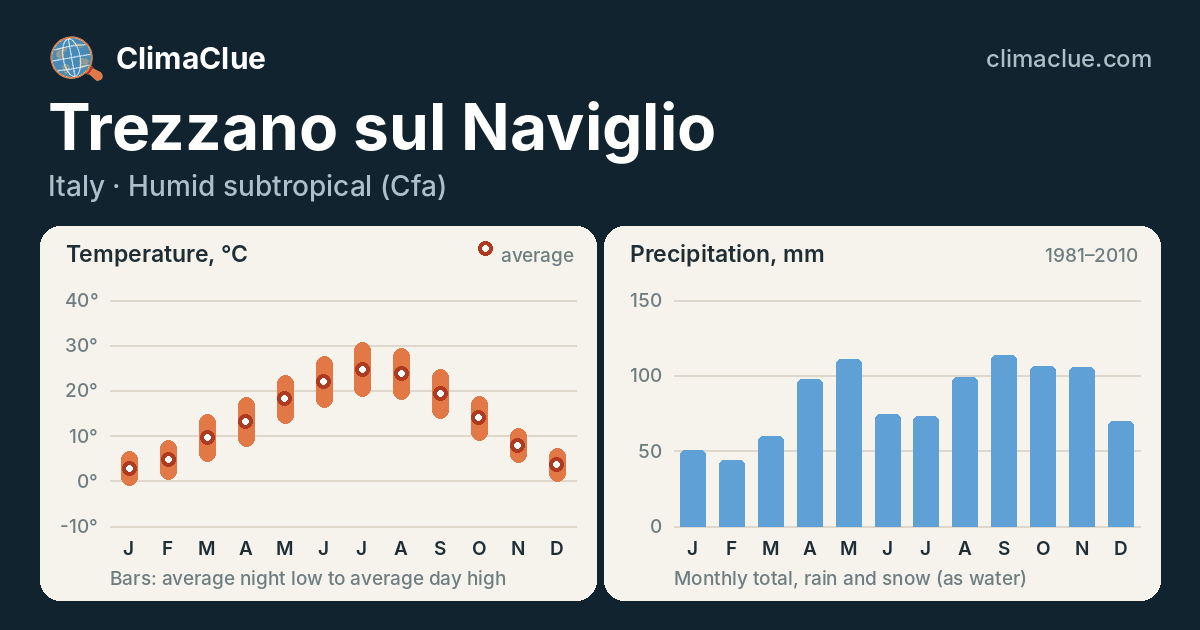 ClimaClue
climaclue.com
Trezzano sul Naviglio
Italy · Humid subtropical (Cfa)
Temperature, °C
average
40°
30°
20°
10°
0°
-10°
J F M A M J J A S O N D
Bars: average night low to average day high
Precipitation, mm
1981–2010
150
100
50
0
J F M A M J J A S O N D
Monthly total, rain and snow (as water)